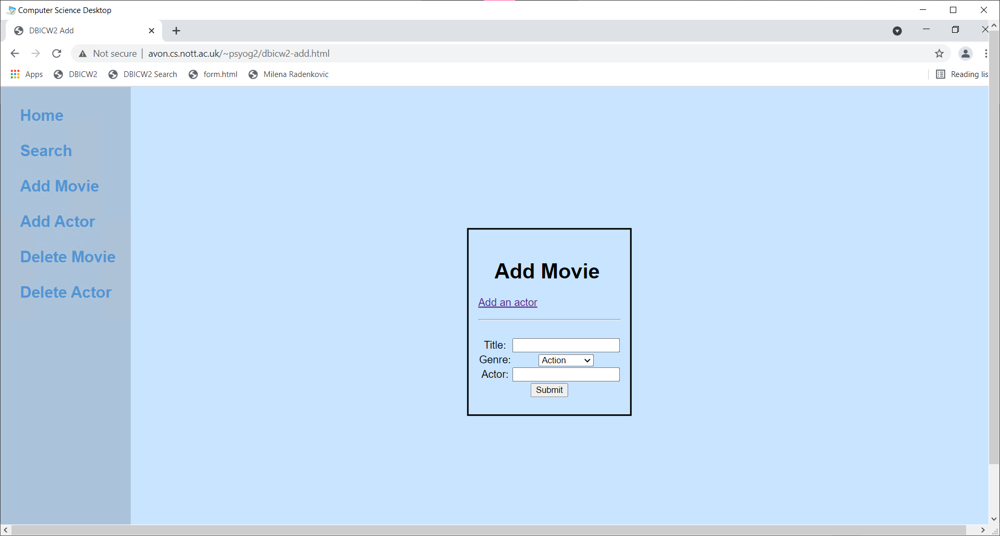 Computer Science Desktop
DBICW2 Add
Not secure | avon.cs.nott.ac.uk/~psyog2/dbicw2-add.html
Apps DBICW2 DBICW2 Search form.html Milena Radenkovic Reading lis
Home
Search
Add Movie
Add Actor
Delete Movie
Delete Actor
Add Movie
Add an actor
Title:
Genre: Action
Actor:
Submit